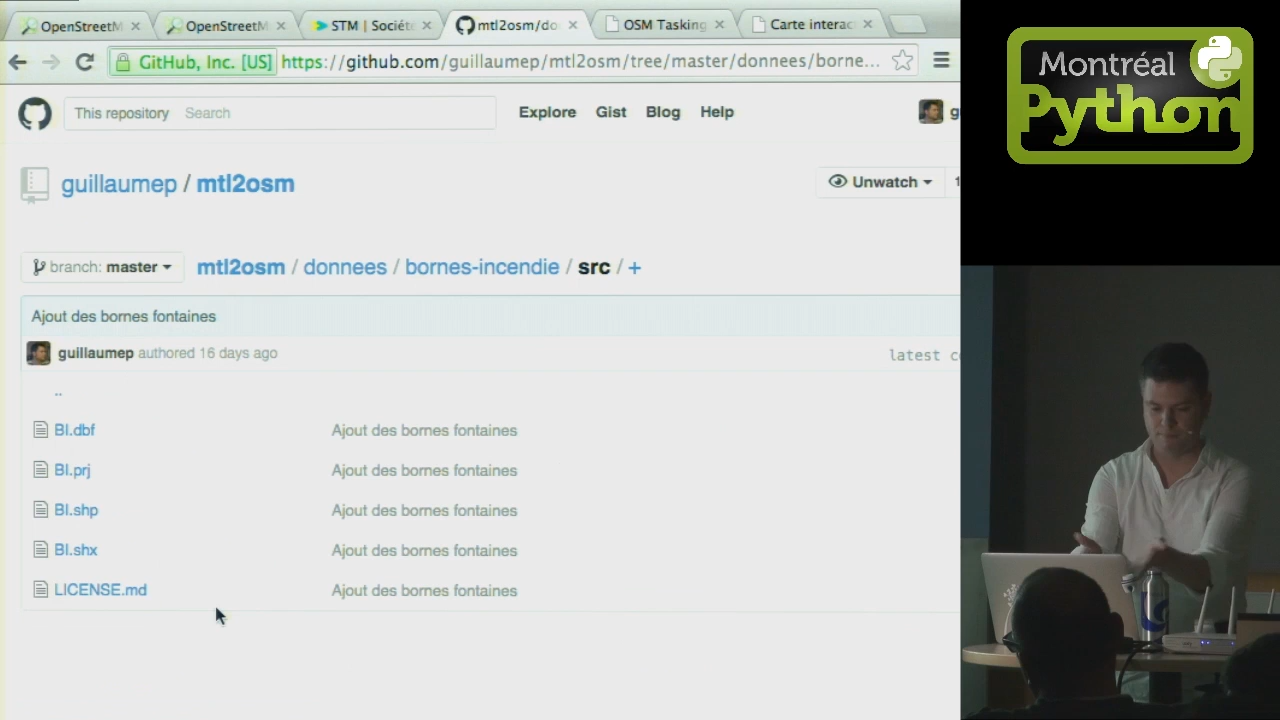 OpenStreetM
OpenStreetM
STM | Société
mtl2osm/do
OSM Tasking
Carte interac
GitHub, Inc. [US]
https://github.com/guillaumep/mtl2osm/tree/master/donnees/borne...
This repository Search
Explore Gist Blog Help
g
guillaumep / mtl2osm
Unwatch
1
branch: master
mtl2osm / donnees / bornes-incendie / src / +
Ajout des bornes fontaines
guillaumep authored 16 days ago
latest co
..
BI.dbf Ajout des bornes fontaines
BI.prj Ajout des bornes fontaines
BI.shp Ajout des bornes fontaines
BI.shx Ajout des bornes fontaines
LICENSE.md Ajout des bornes fontaines
Montréal
Python